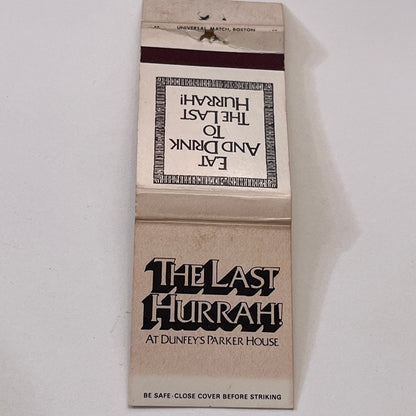 UNIVERSAL MATCH, BOSTON
EAT
AND DRINK
TO
THE LAST
HURRAH!
THE LAST
HURRAH!
AT DUNFEY'S PARKER HOUSE
BE SAFE-CLOSE COVER BEFORE STRIKING